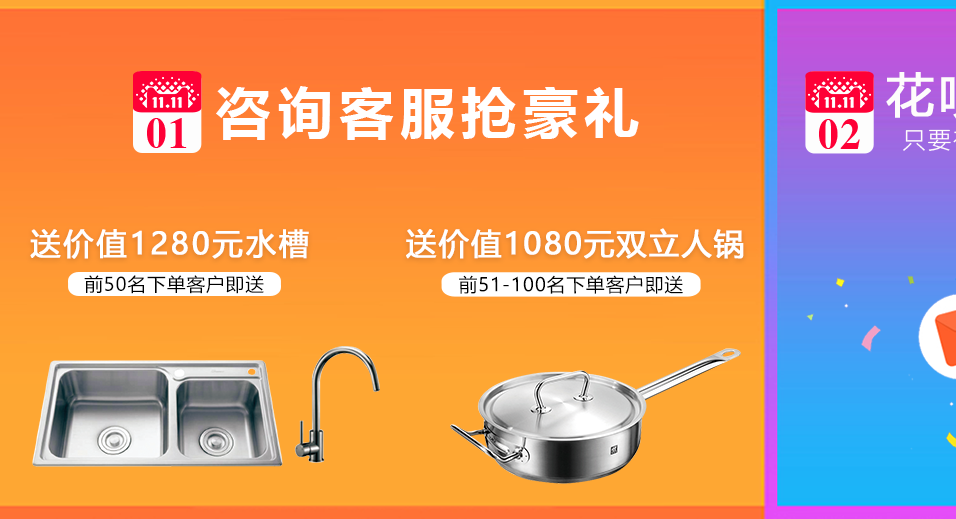 11.11
01
咨询客服抢豪礼
送价值1280元水槽
前50名下单客户即送
送价值1080元双立人锅
前51-100名下单客户即送
11.11
02
花
只要